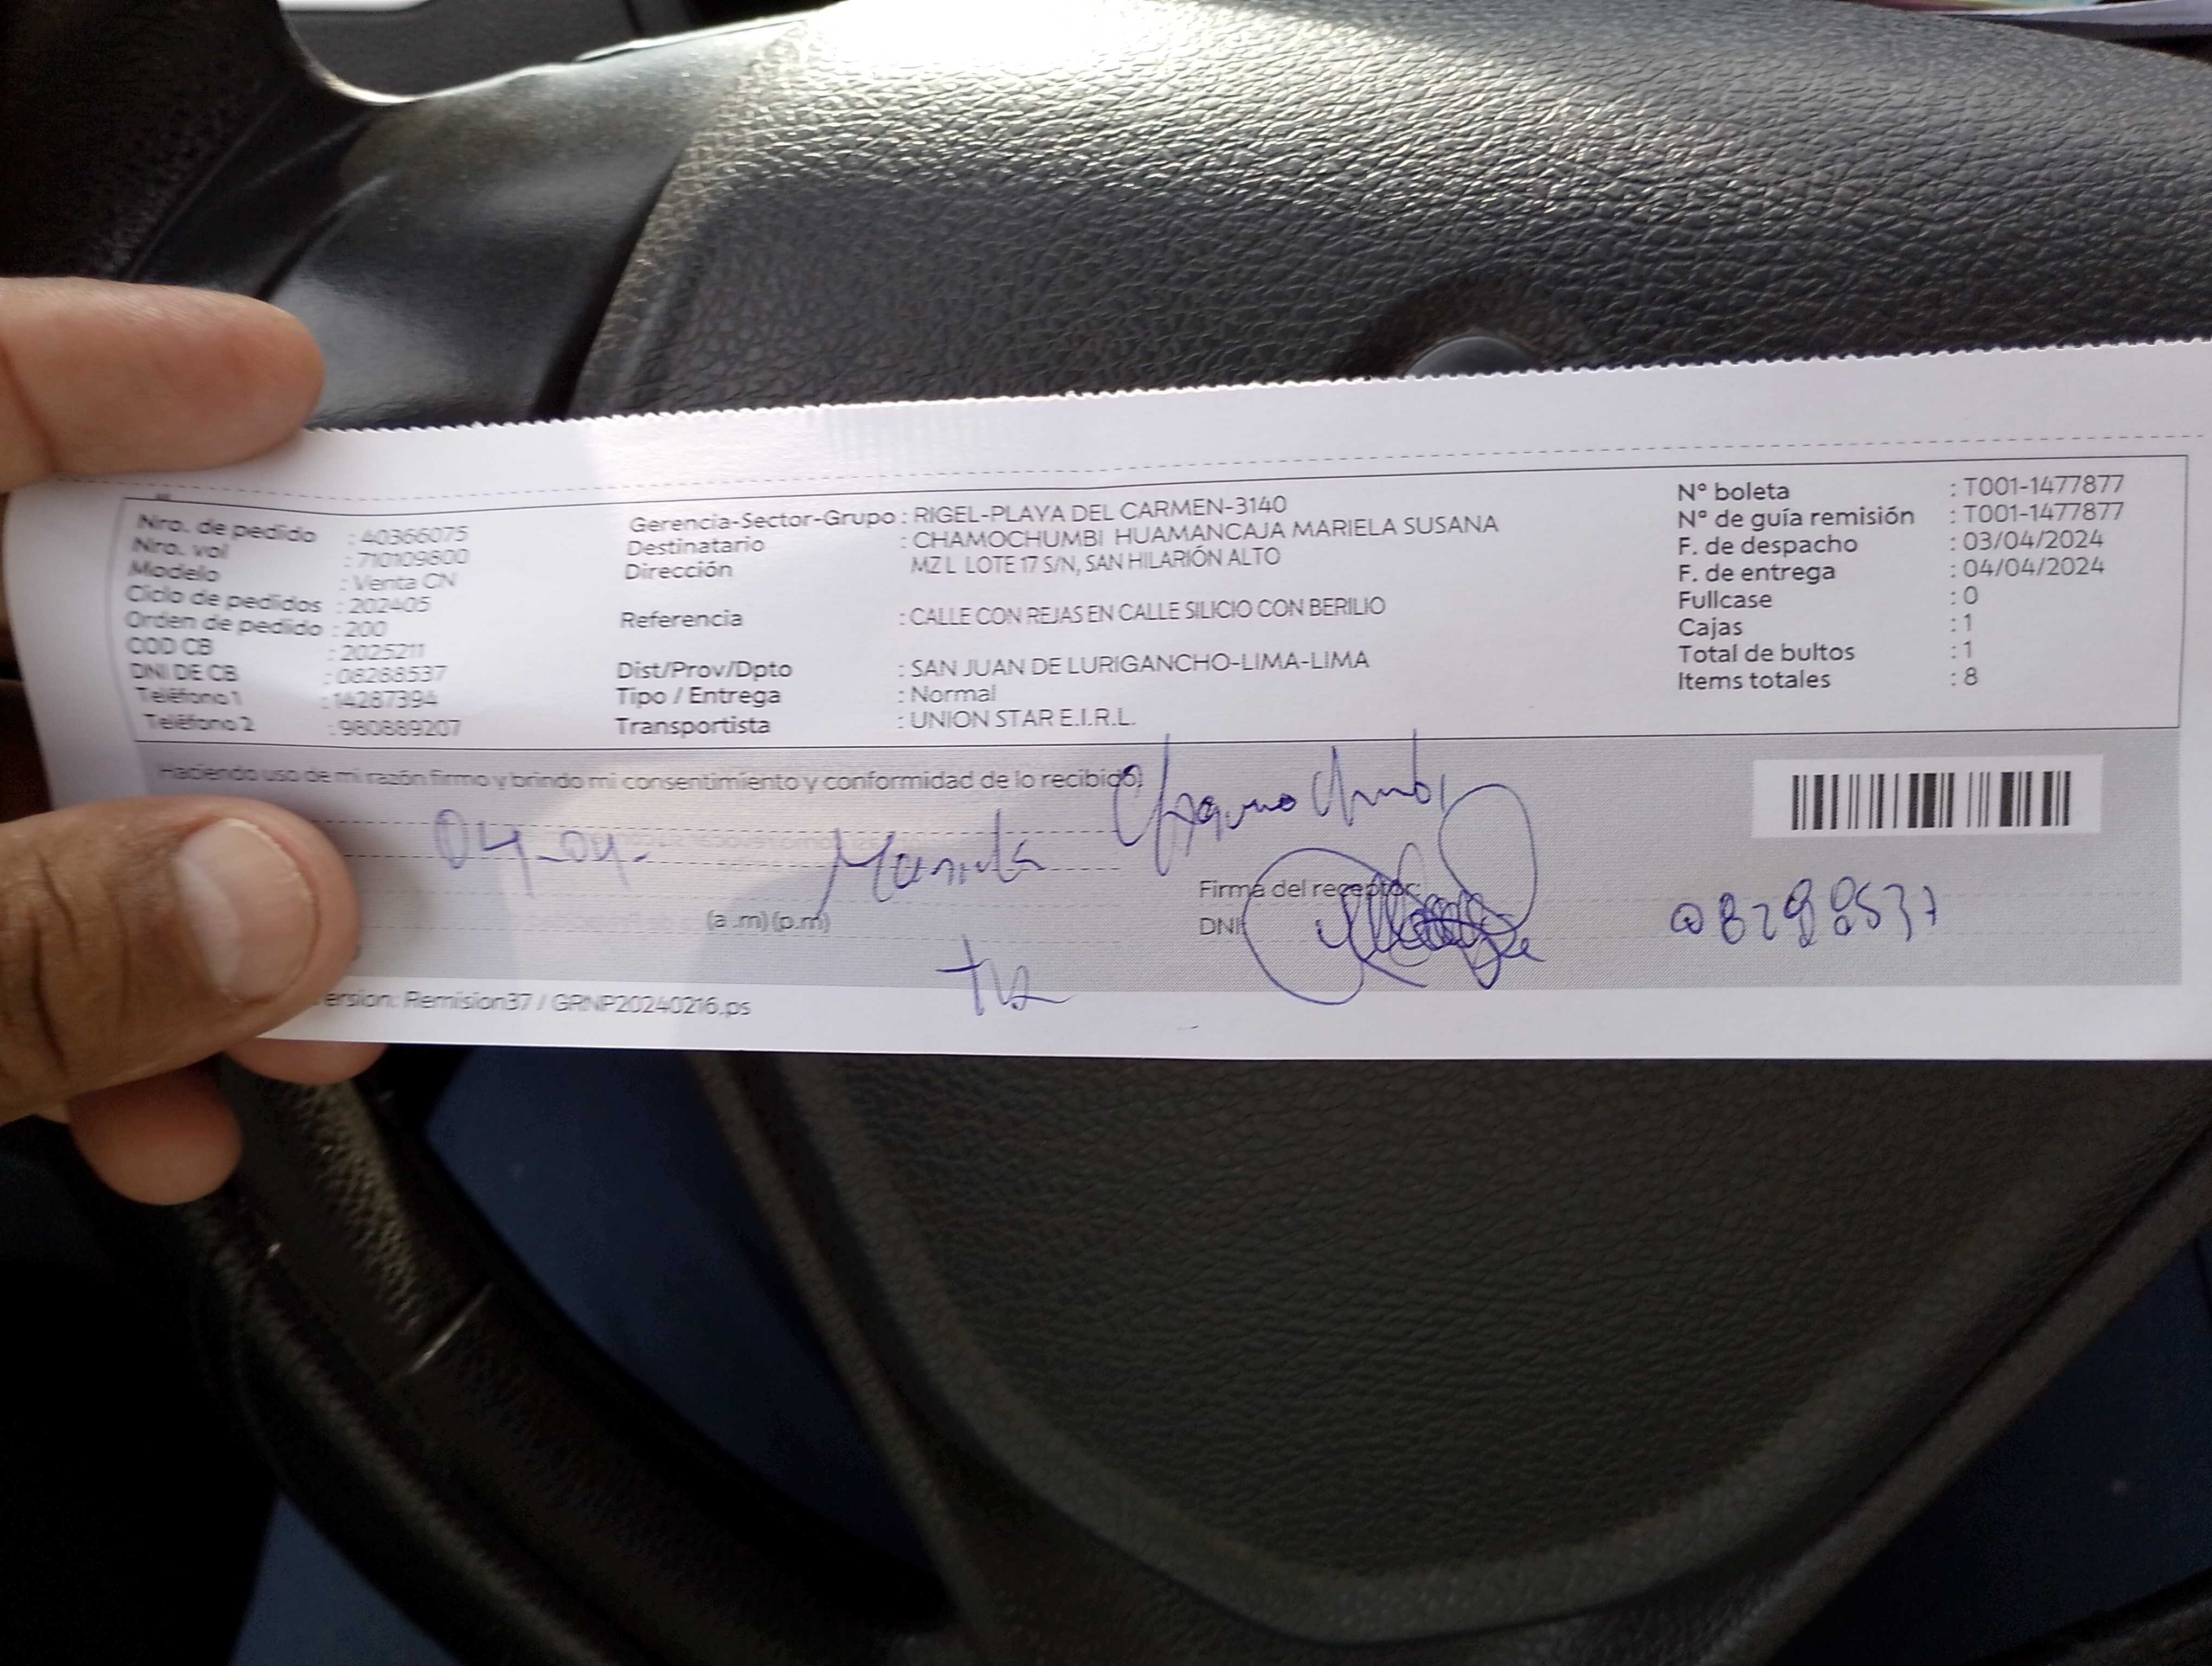 Nro. de pedido : 40366075
Nro. vol : 710109800
Modelo : Venta CN
Ciclo de pedidos : 202405
Orden de pedido : 200
COD CB : 2025211
DNI DE CB : 08288537
Teléfono 1 : 14287394
Teléfono 2 : 980889207
Gerencia-Sector-Grupo : RIGEL-PLAYA DEL CARMEN-3140
Destinatario : CHAMOCHUMBI HUAMANCAJA MARIELA SUSANA
Dirección MZ L LOTE 17 S/N, SAN HILARIÓN ALTO
Referencia : CALLE CON REJAS EN CALLE SILICIO CON BERILIO
Dist/Prov/Dpto : SAN JUAN DE LURIGANCHO-LIMA-LIMA
Tipo / Entrega : Normal
Transportista : UNION STAR E.I.R.L.
N° boleta : T001-1477877
N° de guía remisión : T001-1477877
F. de despacho : 03/04/2024
F. de entrega : 04/04/2024
Fullcase : 0
Cajas : 1
Total de bultos : 1
Items totales : 8
Haciendo uso de mi razón firmo y brindo mi consentimiento y conformidad de lo recibido.
04-04- Mariela Chamochumbi
Firma del receptor
(a.m) (p.m)
DNI 08288537
ersion: Remision37 / GRNP20240216.ps